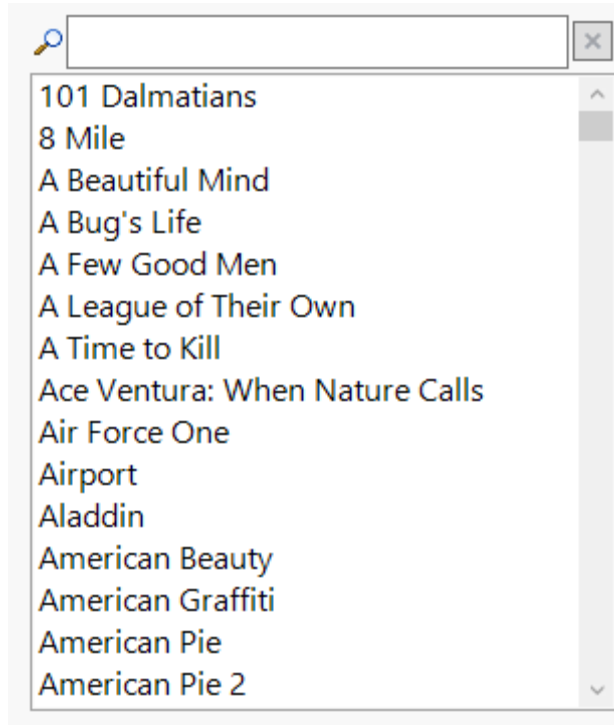 101 Dalmatians
8 Mile
A Beautiful Mind
A Bug's Life
A Few Good Men
A League of Their Own
A Time to Kill
Ace Ventura: When Nature Calls
Air Force One
Airport
Aladdin
American Beauty
American Graffiti
American Pie
American Pie 2